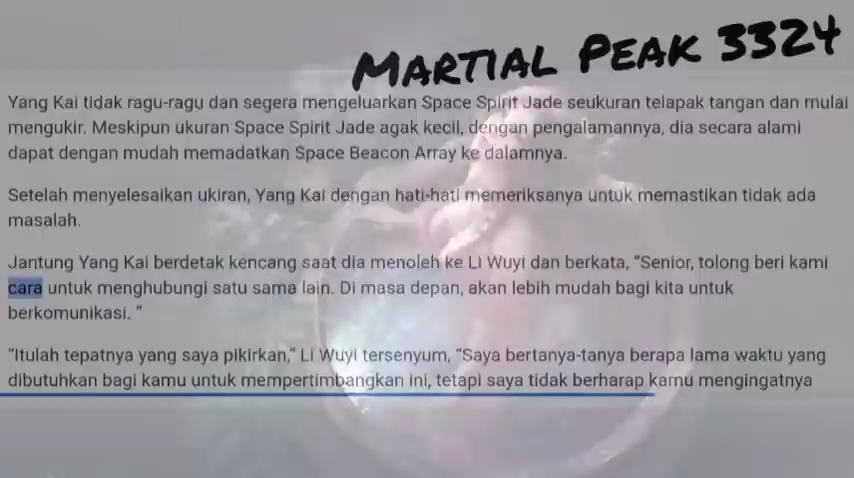 MARTIAL PEAK 3324
Yang Kai tidak ragu-ragu dan segera mengeluarkan Space Spirit Jade seukuran telapak tangan dan mulai
mengukir. Meskipun ukuran Space Spirit Jade agak kecil, dengan pengalamannya, dia secara alami
dapat dengan mudah memadatkan Space Beacon Array ke dalamnya.
Setelah menyelesaikan ukiran, Yang Kai dengan hati-hati memeriksanya untuk memastikan tidak ada
masalah.
Jantung Yang Kai berdetak kencang saat dia menoleh ke LI Wuyi dan berkata, “Senior, tolong beri kami
cara untuk menghubungi satu sama lain. Di masa depan, akan lebih mudah bagi kita untuk
berkomunikasi. “
“Itulah tepatnya yang saya pikirkan,” LI Wuyi tersenyum, “Saya bertanya-tanya berapa lama waktu yang
dibutuhkan bagi kamu untuk mempertimbangkan ini, tetapi saya tidak berharap kamu mengingatnya